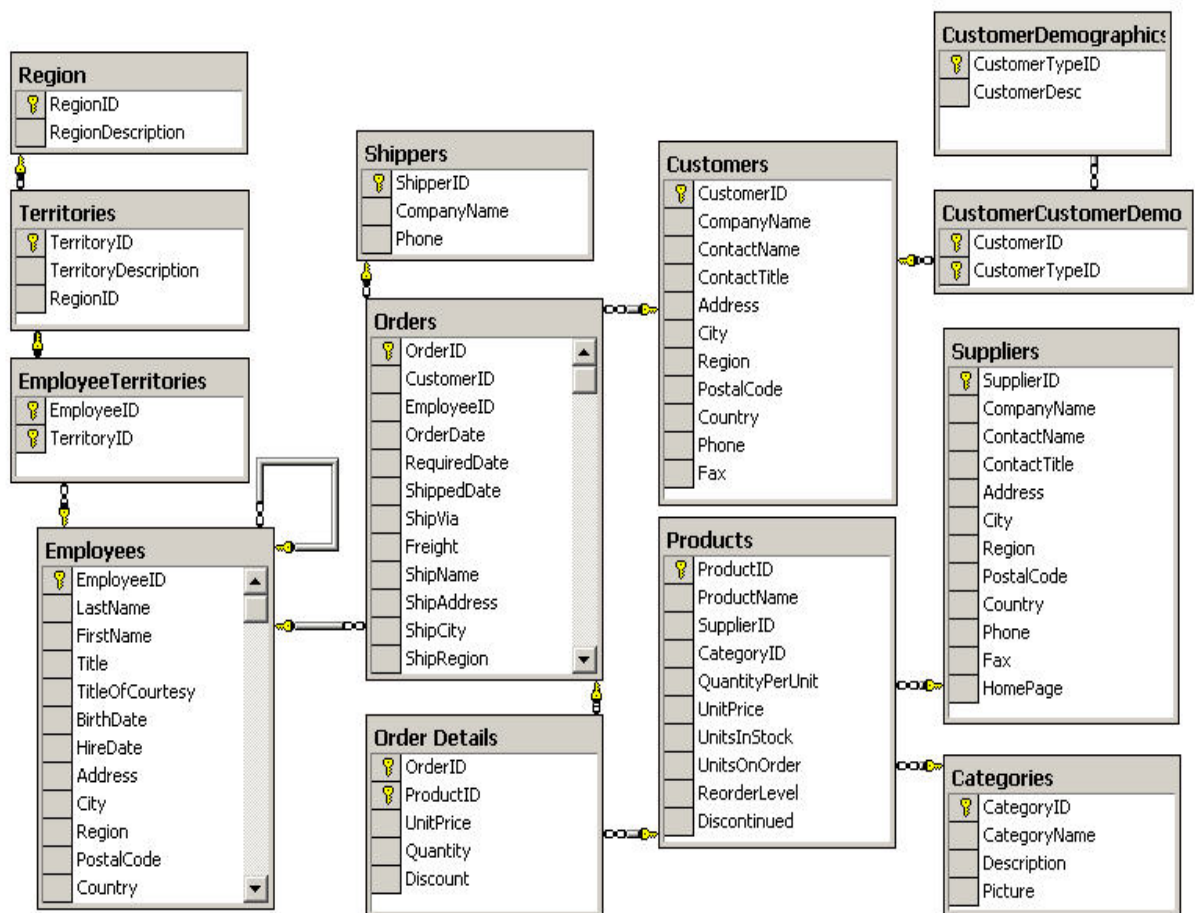 Region
RegionID
RegionDescription
Territories
TerritoryID
TerritoryDescription
RegionID
EmployeeTerritories
EmployeeID
TerritoryID
Employees
EmployeeID
LastName
FirstName
Title
TitleOfCourtesy
BirthDate
HireDate
Address
City
Region
PostalCode
Country
Shippers
ShipperID
CompanyName
Phone
Orders
OrderID
CustomerID
EmployeeID
OrderDate
RequiredDate
ShippedDate
ShipVia
Freight
ShipName
ShipAddress
ShipCity
ShipRegion
Order Details
OrderID
ProductID
UnitPrice
Quantity
Discount
Customers
CustomerID
CompanyName
ContactName
ContactTitle
Address
City
Region
PostalCode
Country
Phone
Fax
Products
ProductID
ProductName
SupplierID
CategoryID
QuantityPerUnit
UnitPrice
UnitsInStock
UnitsOnOrder
ReorderLevel
Discontinued
CustomerDemographics
CustomerTypeID
CustomerDesc
CustomerCustomerDemo
CustomerID
CustomerTypeID
Suppliers
SupplierID
CompanyName
ContactName
ContactTitle
Address
City
Region
PostalCode
Country
Phone
Fax
HomePage
Categories
CategoryID
CategoryName
Description
Picture